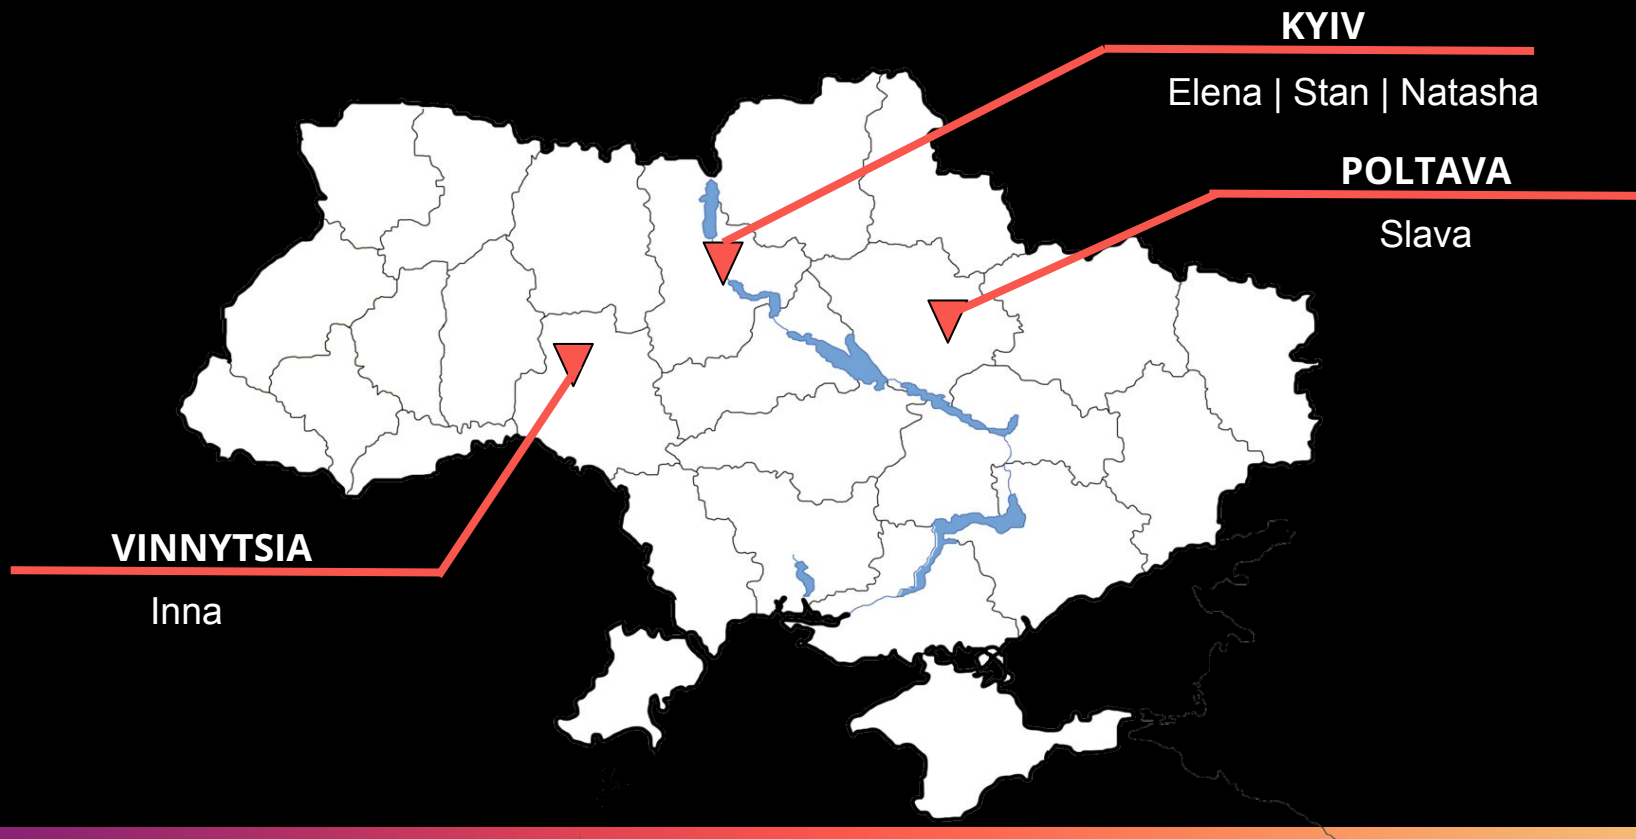 KYIV
Elena | Stan | Natasha
POLTAVA
Slava
VINNYTSIA
Inna